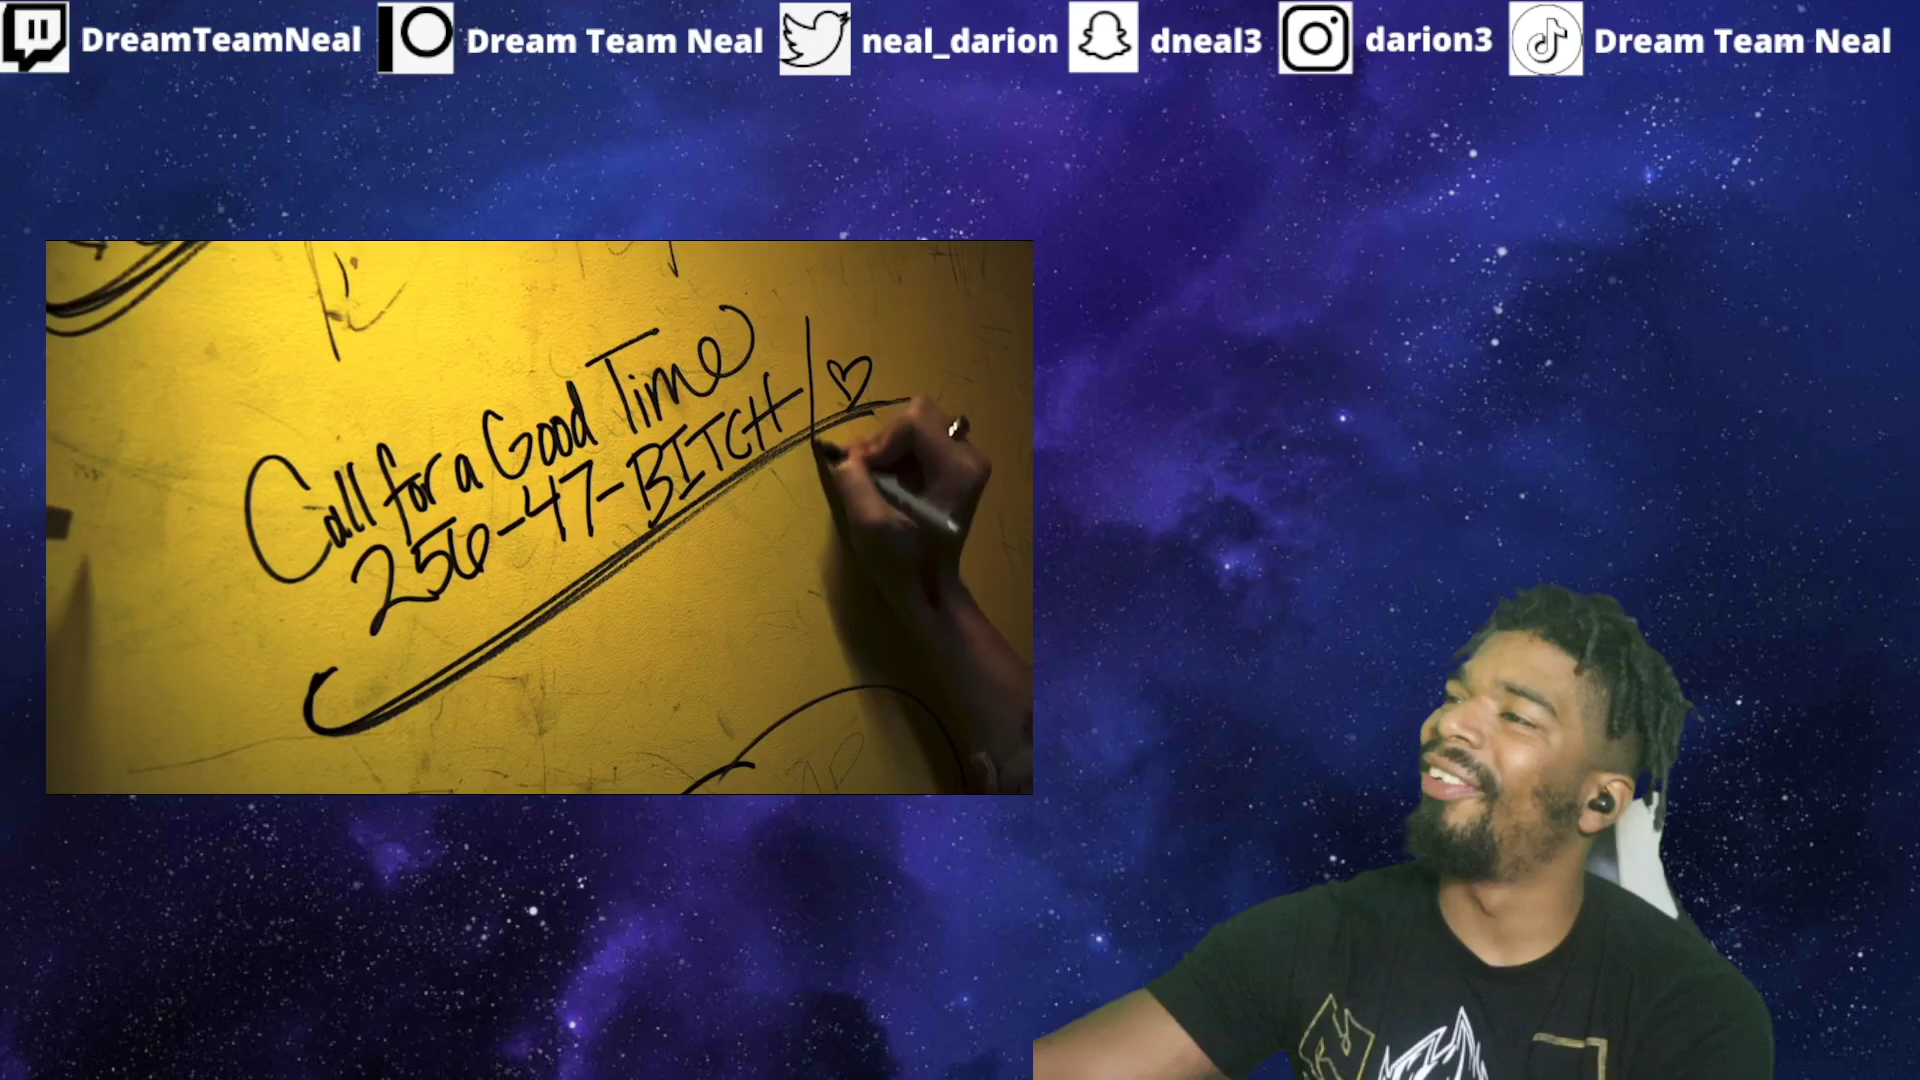 DreamTeamNeal
Dream Team Neal
neal_darion
dneal3
darion3
Dream Team Neal
Call for a Good Time
256-47-BITCH